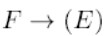 F → (E)